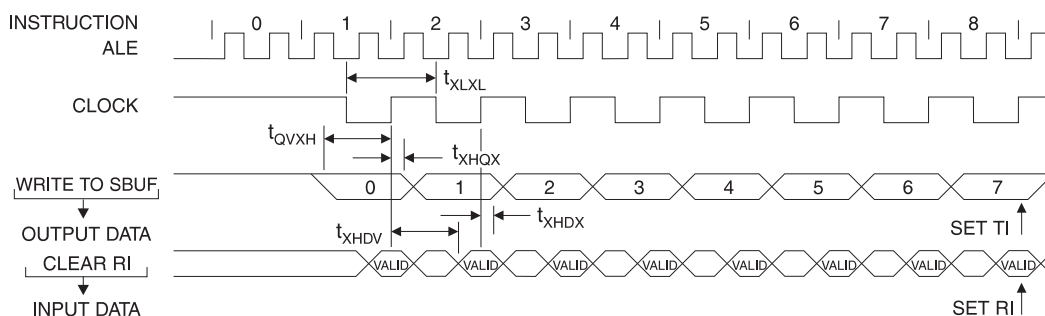 INSTRUCTION 0 1 2 3 4 5 6 7 8
ALE
tXLXL
CLOCK
tQVXH
tXHQX
WRITE TO SBUF 0 1 2 3 4 5 6 7
tXHDX
OUTPUT DATA
SET TI
tXHDV
CLEAR RI VALID VALID VALID VALID VALID VALID VALID VALID
INPUT DATA
SET RI